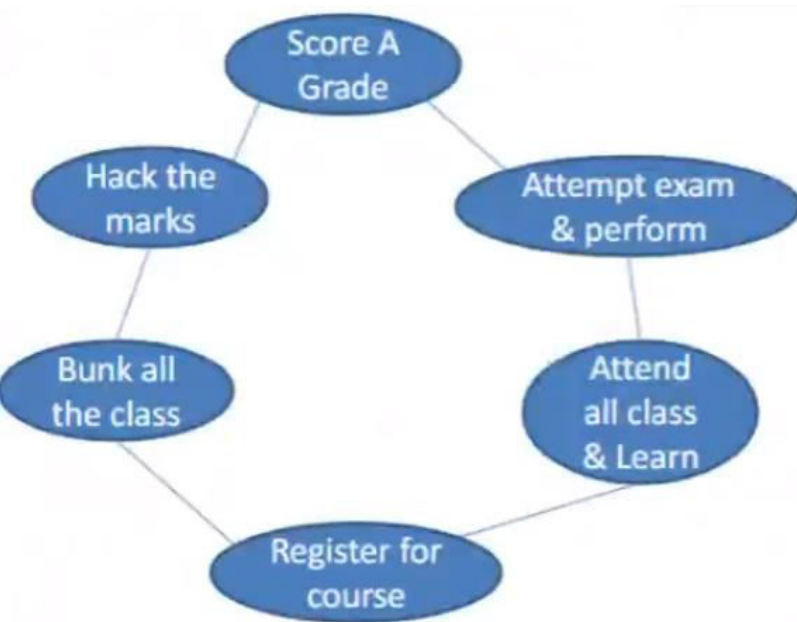 Score A
Grade
Hack the
marks
Attempt exam
& perform
Bunk all
the class
Attend
all class
& Learn
Register for
course